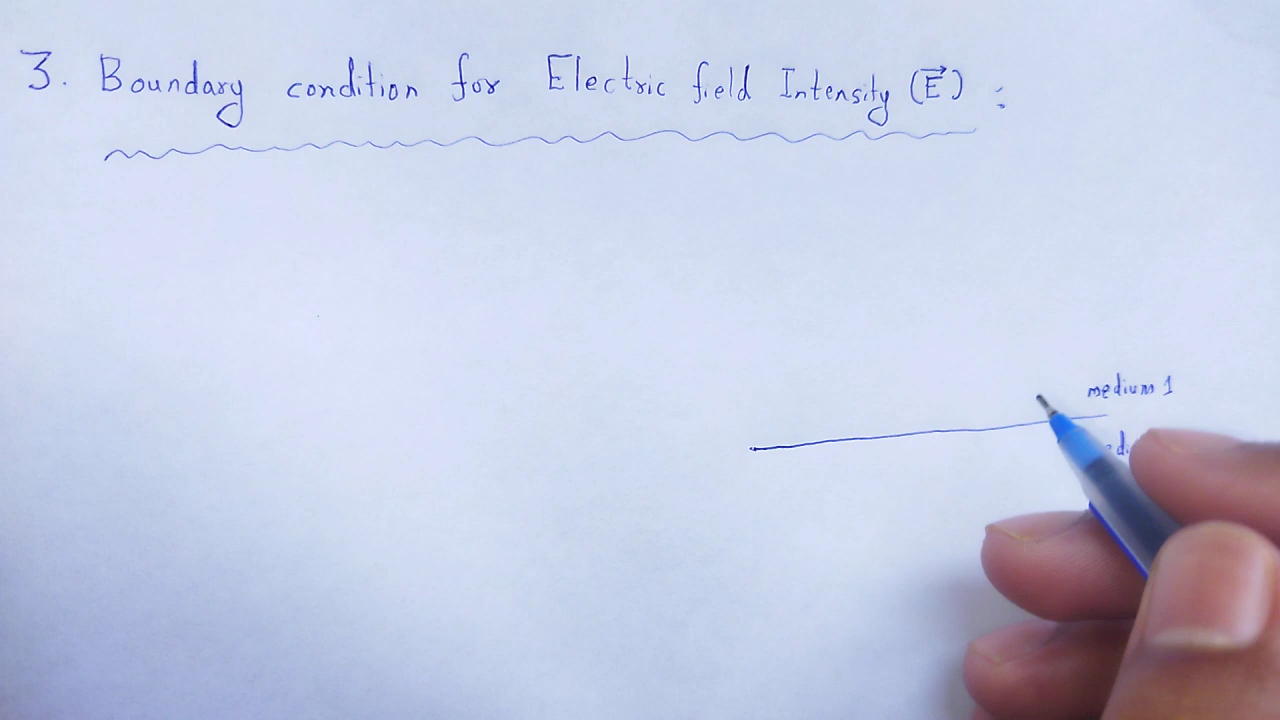 3. Boundary condition for Electric field Intensity (E⃗) :
medium 1